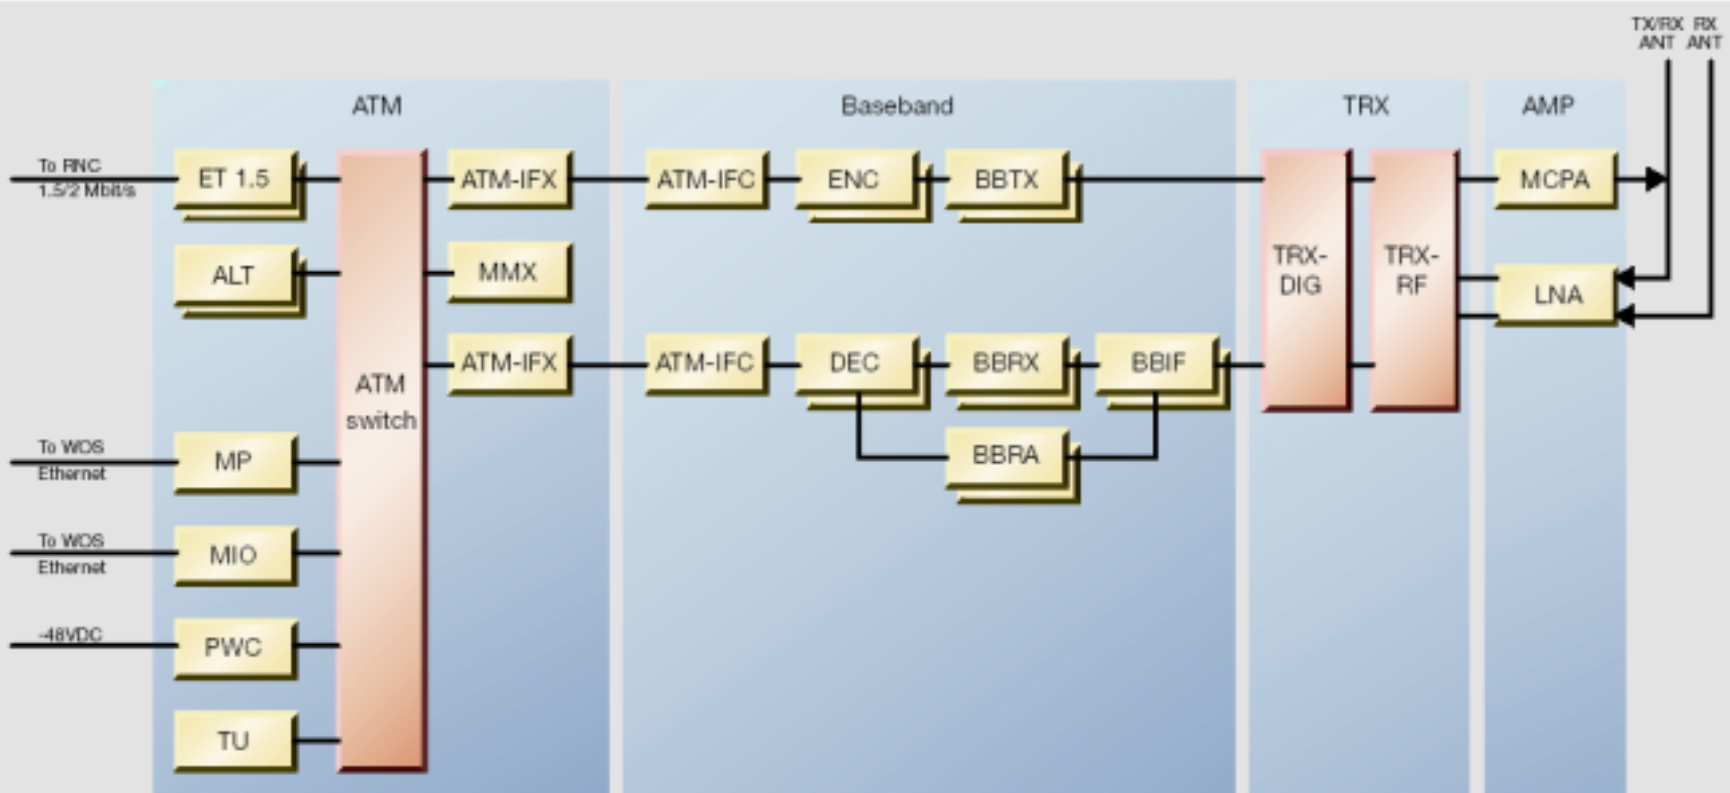 TX/RX RX
ANT ANT
ATM
Baseband
TRX
AMP
To RNC
1.5/2 Mbit/s
ET 1.5
ATM-IFX
ATM-IFC
ENC
BBTX
MCPA
ALT
MMX
TRX-
DIG
TRX-
RF
LNA
ATM
switch
ATM-IFX
ATM-IFC
DEC
BBRX
BBIF
BBRA
To WOS
Ethernet
MP
To WOS
Ethernet
MIO
-48VDC
PWC
TU